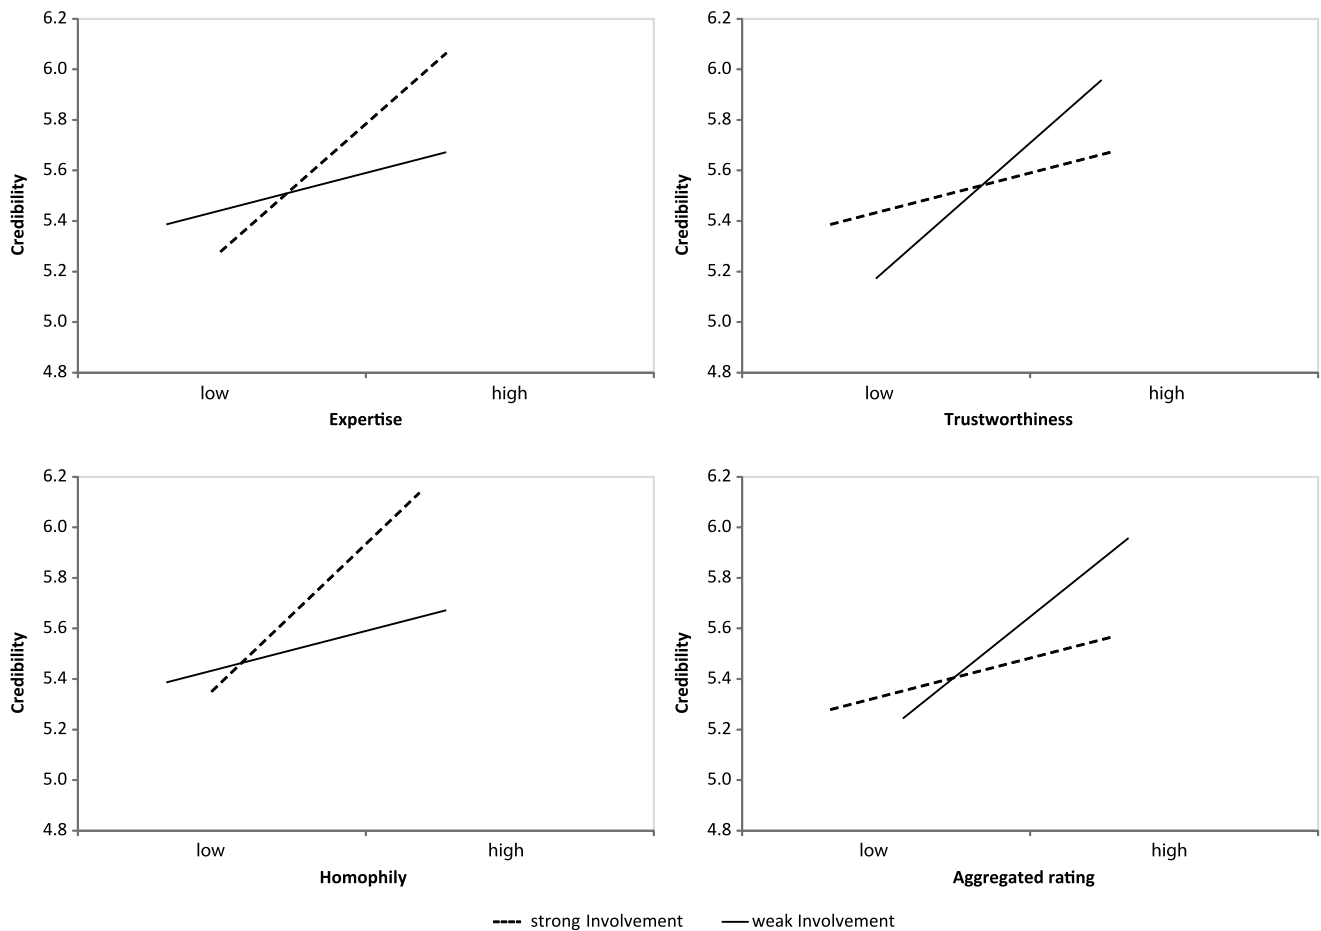 6.2
6.0
5.8
5.6
5.4
5.2
5.0
4.8
Credibility
low high
Expertise
6.2
6.0
5.8
5.6
5.4
5.2
5.0
4.8
Credibility
low high
Trustworthiness
6.2
6.0
5.8
5.6
5.4
5.2
5.0
4.8
Credibility
low high
Homophily
6.2
6.0
5.8
5.6
5.4
5.2
5.0
4.8
Credibility
low high
Aggregated rating
strong Involvement weak Involvement